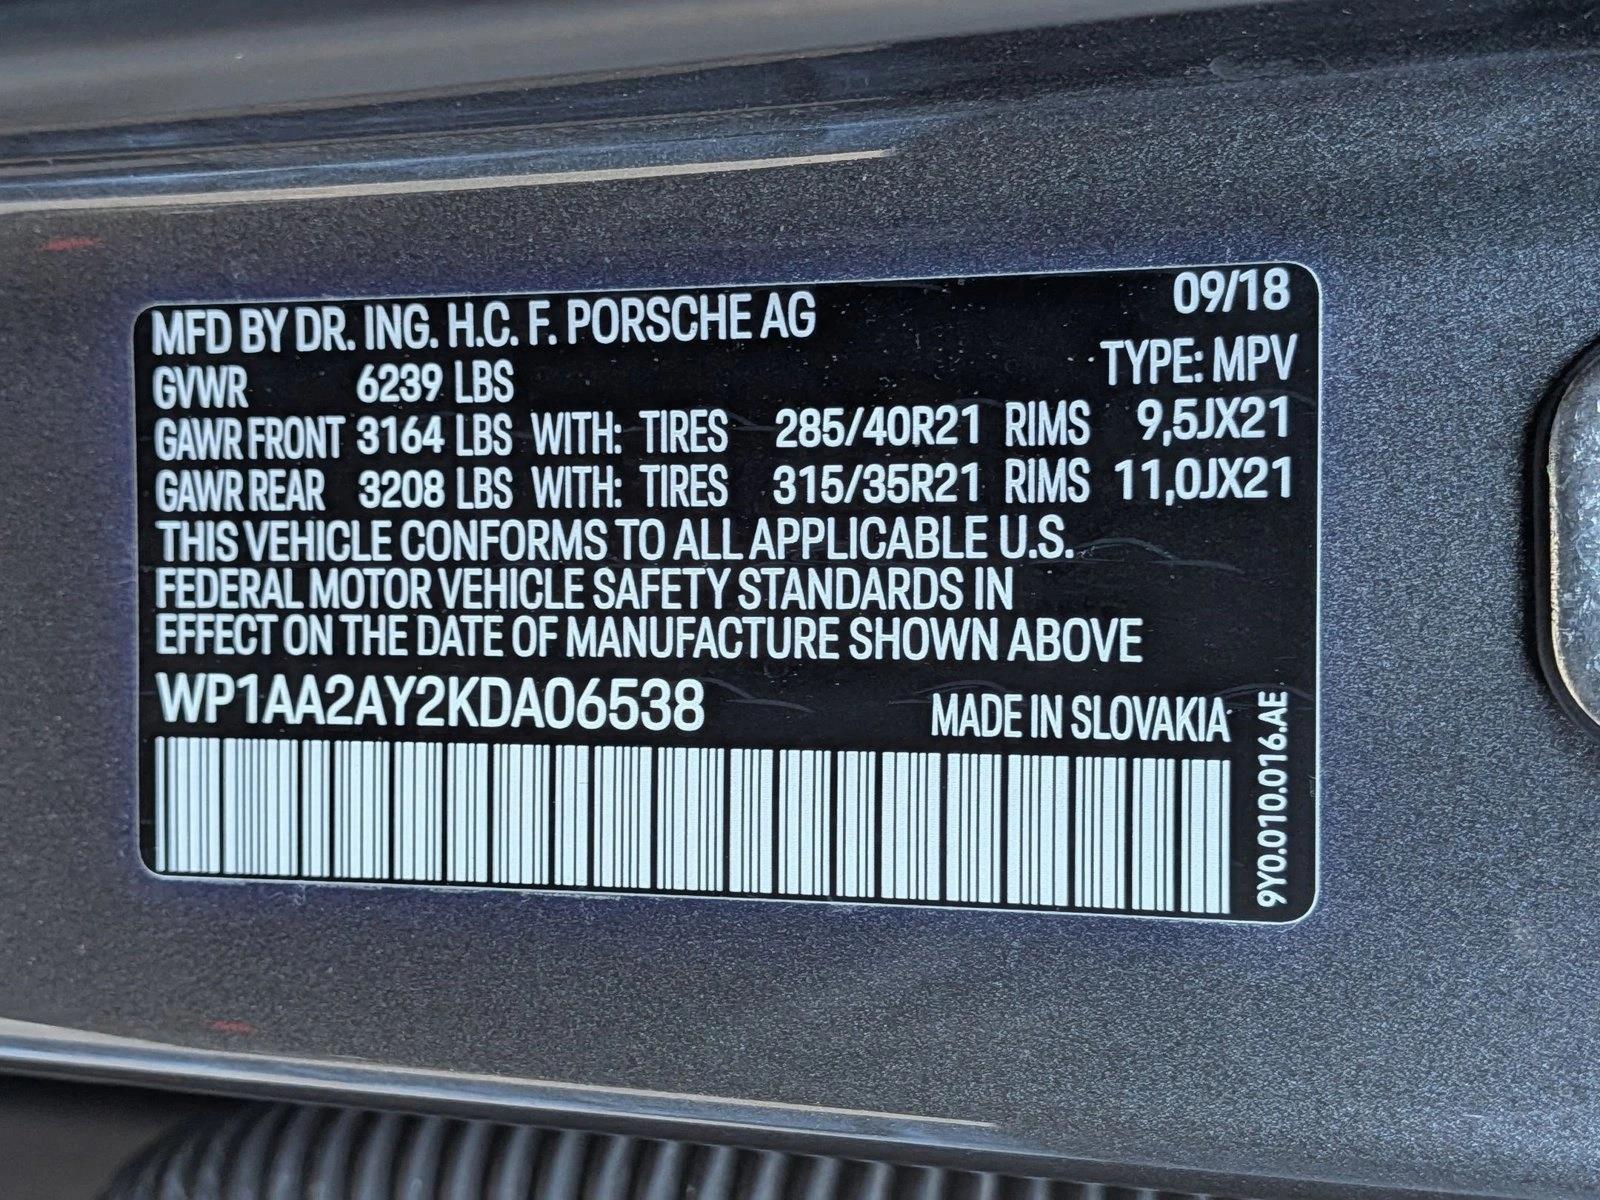 MFD BY DR. ING. H.C. F. PORSCHE AG 09/18
GVWR 6239 LBS TYPE: MPV
GAWR FRONT 3164 LBS WITH: TIRES 285/40R21 RIMS 9,5JX21
GAWR REAR 3208 LBS WITH: TIRES 315/35R21 RIMS 11,0JX21
THIS VEHICLE CONFORMS TO ALL APPLICABLE U.S.
FEDERAL MOTOR VEHICLE SAFETY STANDARDS IN
EFFECT ON THE DATE OF MANUFACTURE SHOWN ABOVE
WP1AA2AY2KDA06538 MADE IN SLOVAKIA
9Y0.010.016.AE